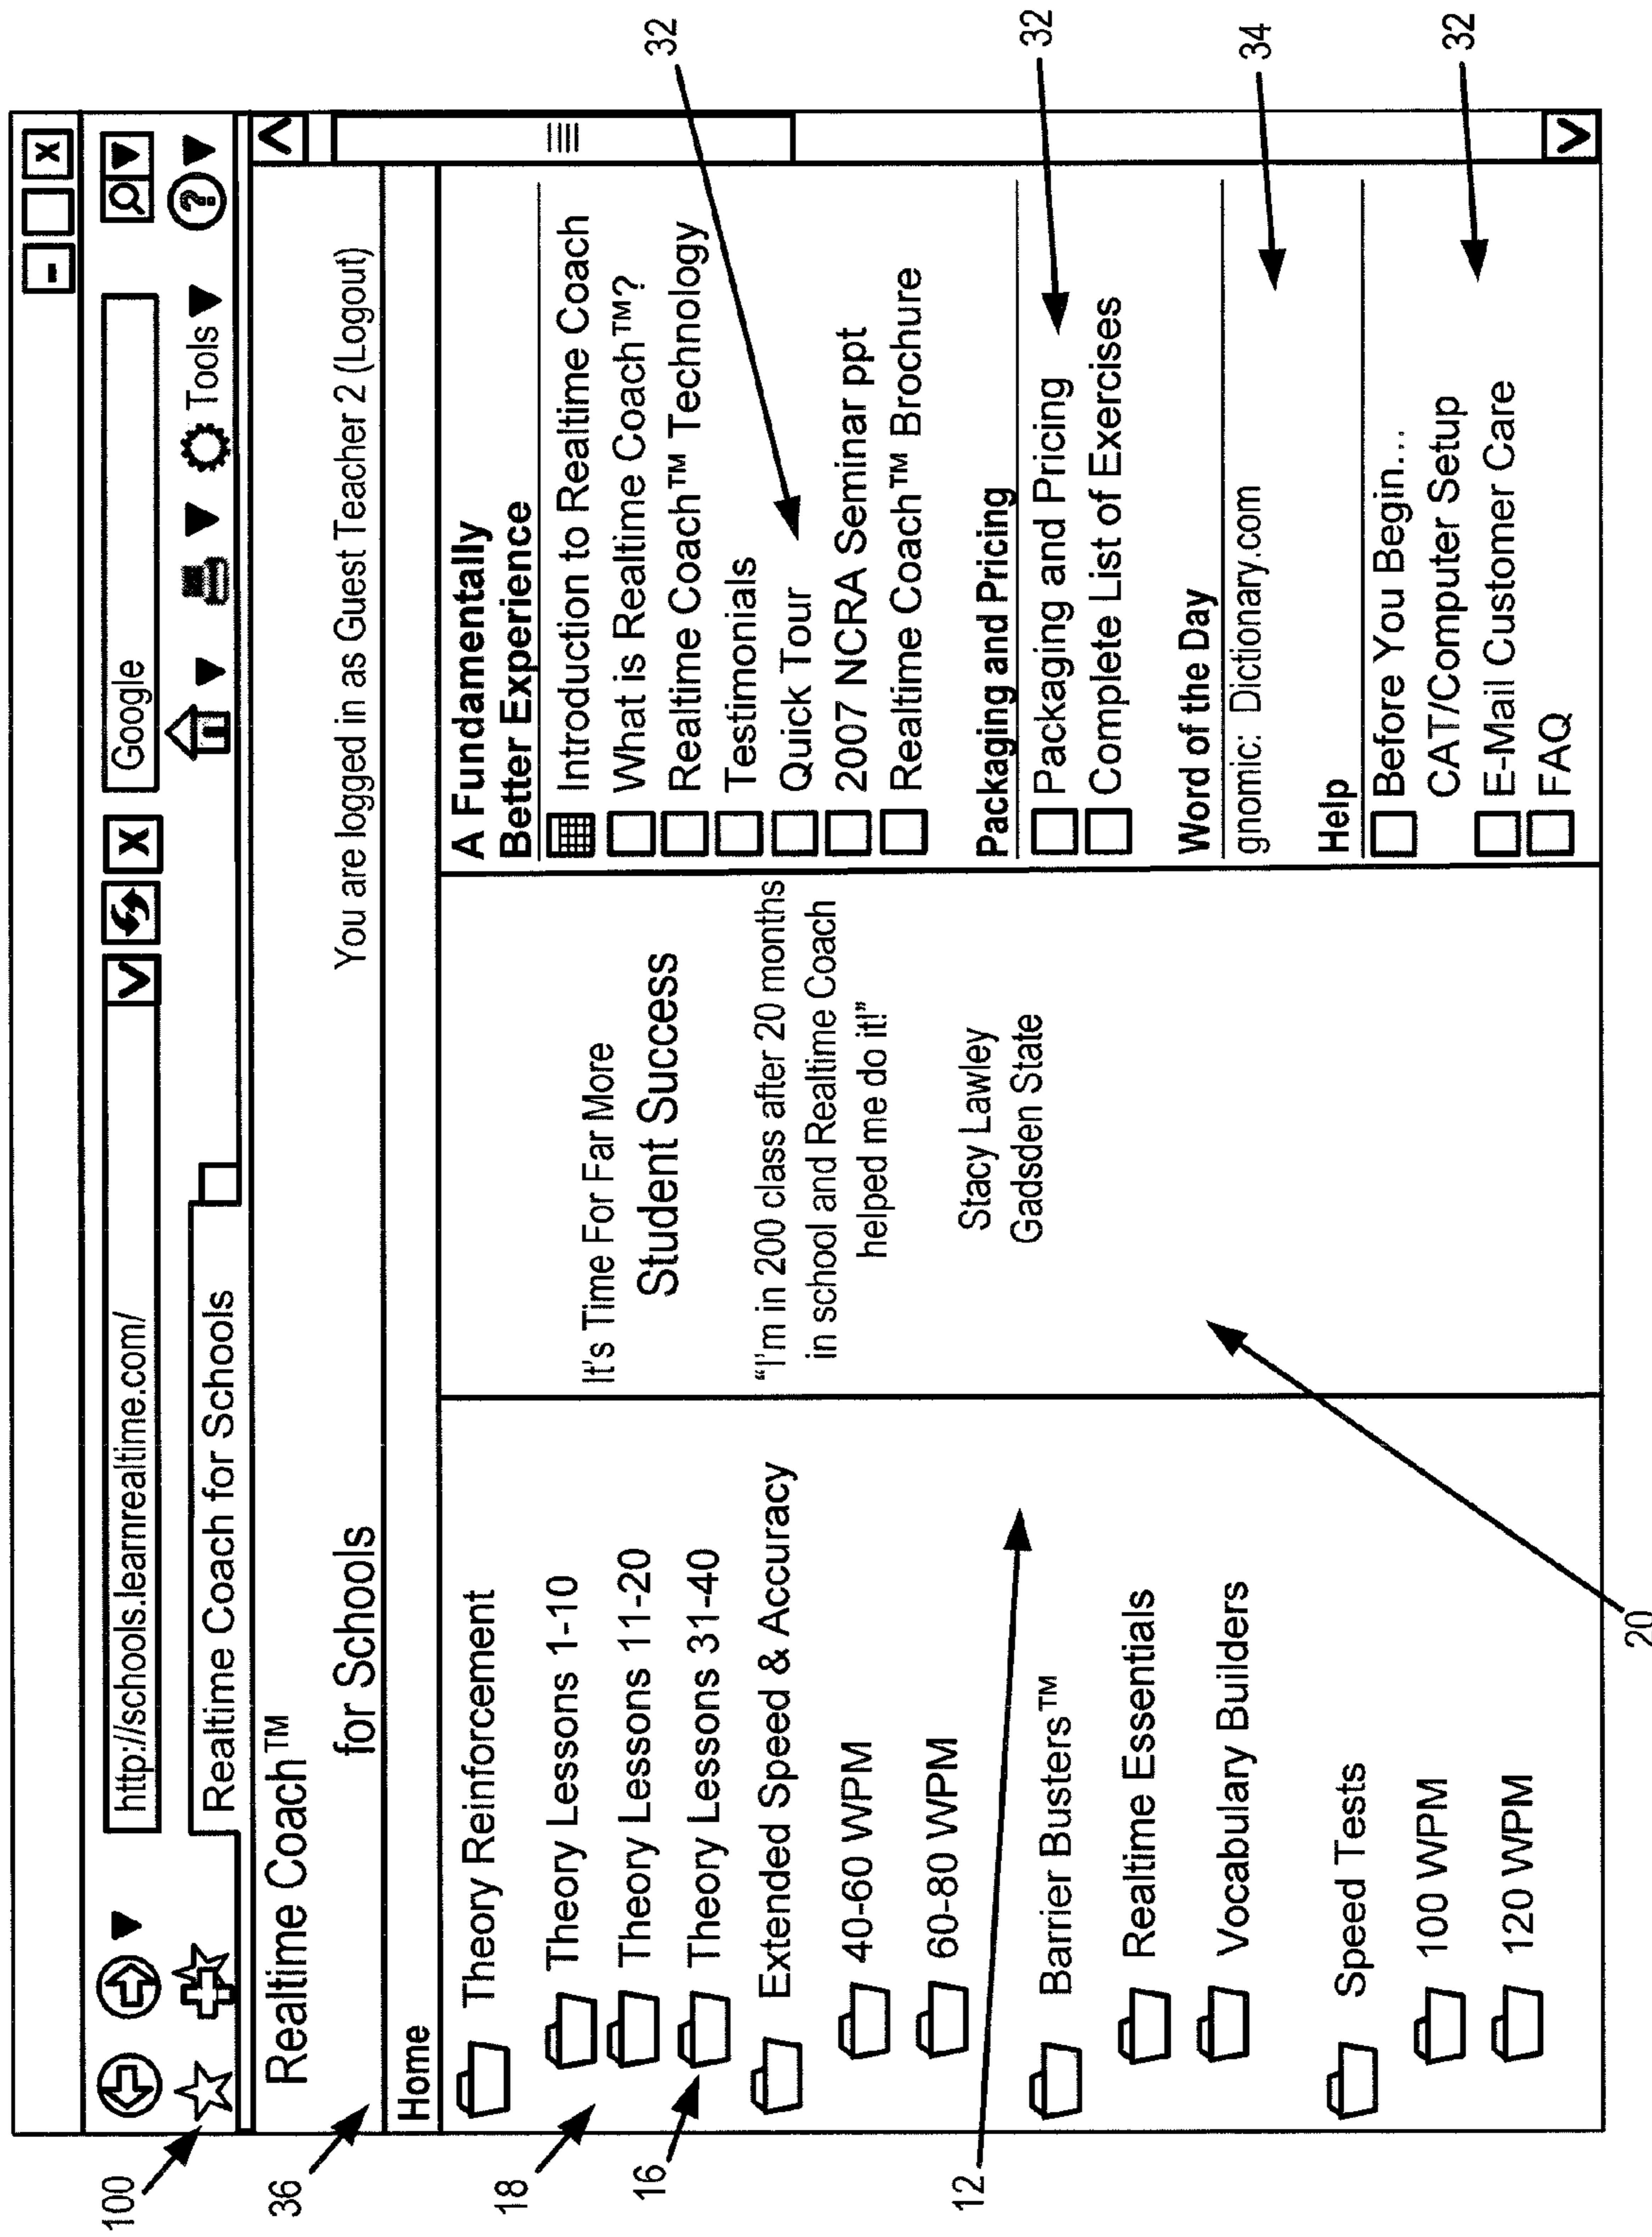 http://schools.learnrealtime.com/
x
Google
-
x
Realtime Coach for Schools
Tools
?
Realtime Coach™
for Schools
You are logged in as Guest Teacher 2 (Logout)
Home
Theory Reinforcement
Theory Lessons 1-10
Theory Lessons 11-20
Theory Lessons 31-40
Extended Speed & Accuracy
40-60 WPM
60-80 WPM
Barrier Busters™
Realtime Essentials
Vocabulary Builders
Speed Tests
100 WPM
120 WPM
It's Time For Far More
Student Success
“I'm in 200 class after 20 months
in school and Realtime Coach
helped me do it!”
Stacy Lawley
Gadsden State
A Fundamentally
Better Experience
Introduction to Realtime Coach
What is Realtime Coach™?
Realtime Coach™ Technology
Testimonials
Quick Tour
2007 NCRA Seminar ppt
Realtime Coach™ Brochure
Packaging and Pricing
Packaging and Pricing
Complete List of Exercises
Word of the Day
gnomic: Dictionary.com
Help
Before You Begin...
CAT/Computer Setup
E-Mail Customer Care
FAQ
100
36
18
16
12
20
32
32
34
32